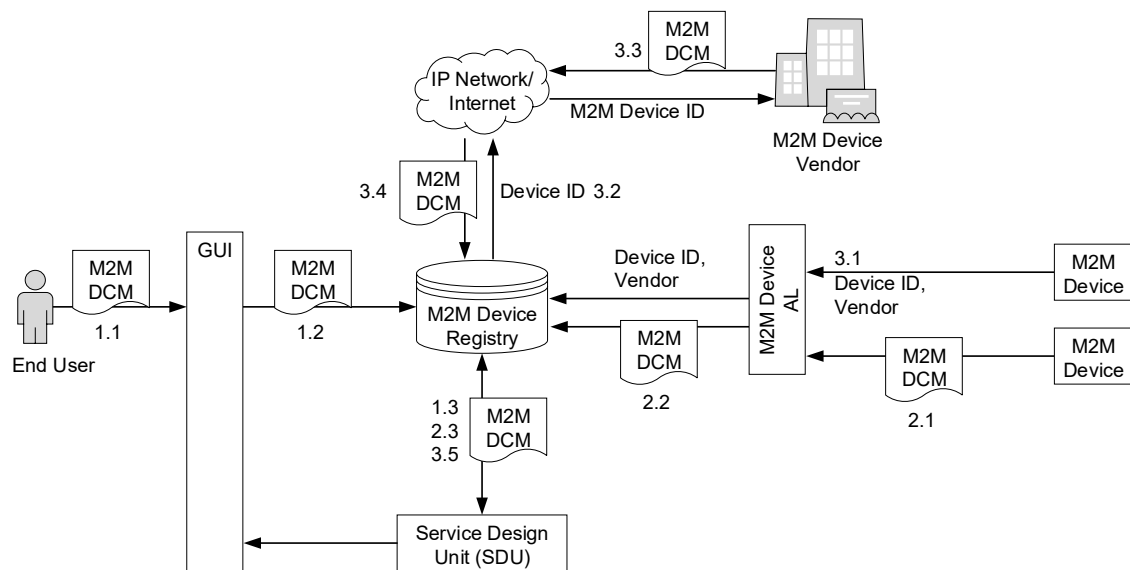 M2M
DCM
3.3
IP Network/
Internet
M2M Device ID
M2M Device
Vendor
3.4
M2M
DCM
Device ID 3.2
GUI
M2M
DCM
1.1
End User
M2M
DCM
1.2
M2M Device
Registry
Device ID,
Vendor
M2M
DCM
2.2
M2M Device
AL
3.1
Device ID,
Vendor
M2M
Device
M2M
DCM
2.1
M2M
Device
1.3
2.3
3.5
M2M
DCM
Service Design
Unit (SDU)